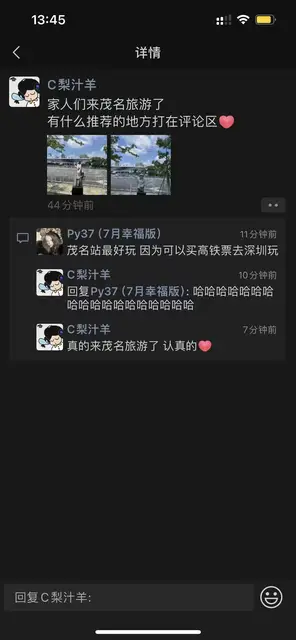 13:45
详情
C梨汁羊
家人们来茂名旅游了
有什么推荐的地方打在评论区❤️
44分钟前
Py37 (7月幸福版)
11分钟前
茂名站最好玩 因为可以买高铁票去深圳玩
C梨汁羊
10分钟前
回复Py37 (7月幸福版): 哈哈哈哈哈哈哈
哈哈哈哈哈哈哈哈哈哈哈
C梨汁羊
7分钟前
真的来茂名旅游了 认真的❤️
回复C梨汁羊: